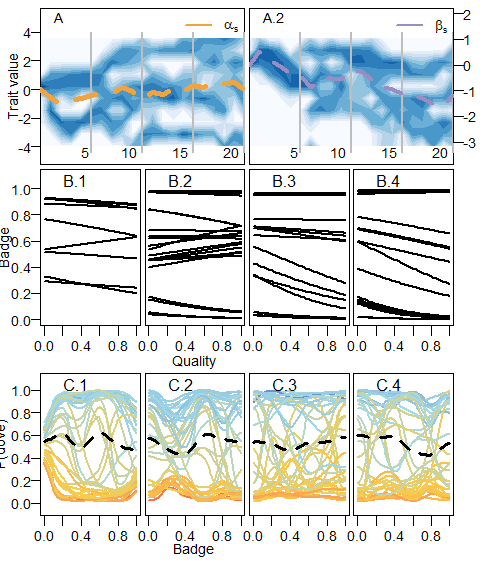 A αs A.2 βs
4 2
2 1
0 0
-2 -1
-4 -2
-3
Trait value
5 10 15 20 5 10 15 20
B.1 B.2 B.3 B.4
1.0
0.8
0.6
0.4
0.2
0.0
Badge
0.0 0.4 0.8 0.0 0.4 0.8 0.0 0.4 0.8 0.0 0.4 0.8
Quality
C.1 C.2 C.3 C.4
1.0
0.8
0.6
0.4
0.2
0.0
P(dove)
0.0 0.4 0.8 0.0 0.4 0.8 0.0 0.4 0.8 0.0 0.4 0.8
Badge